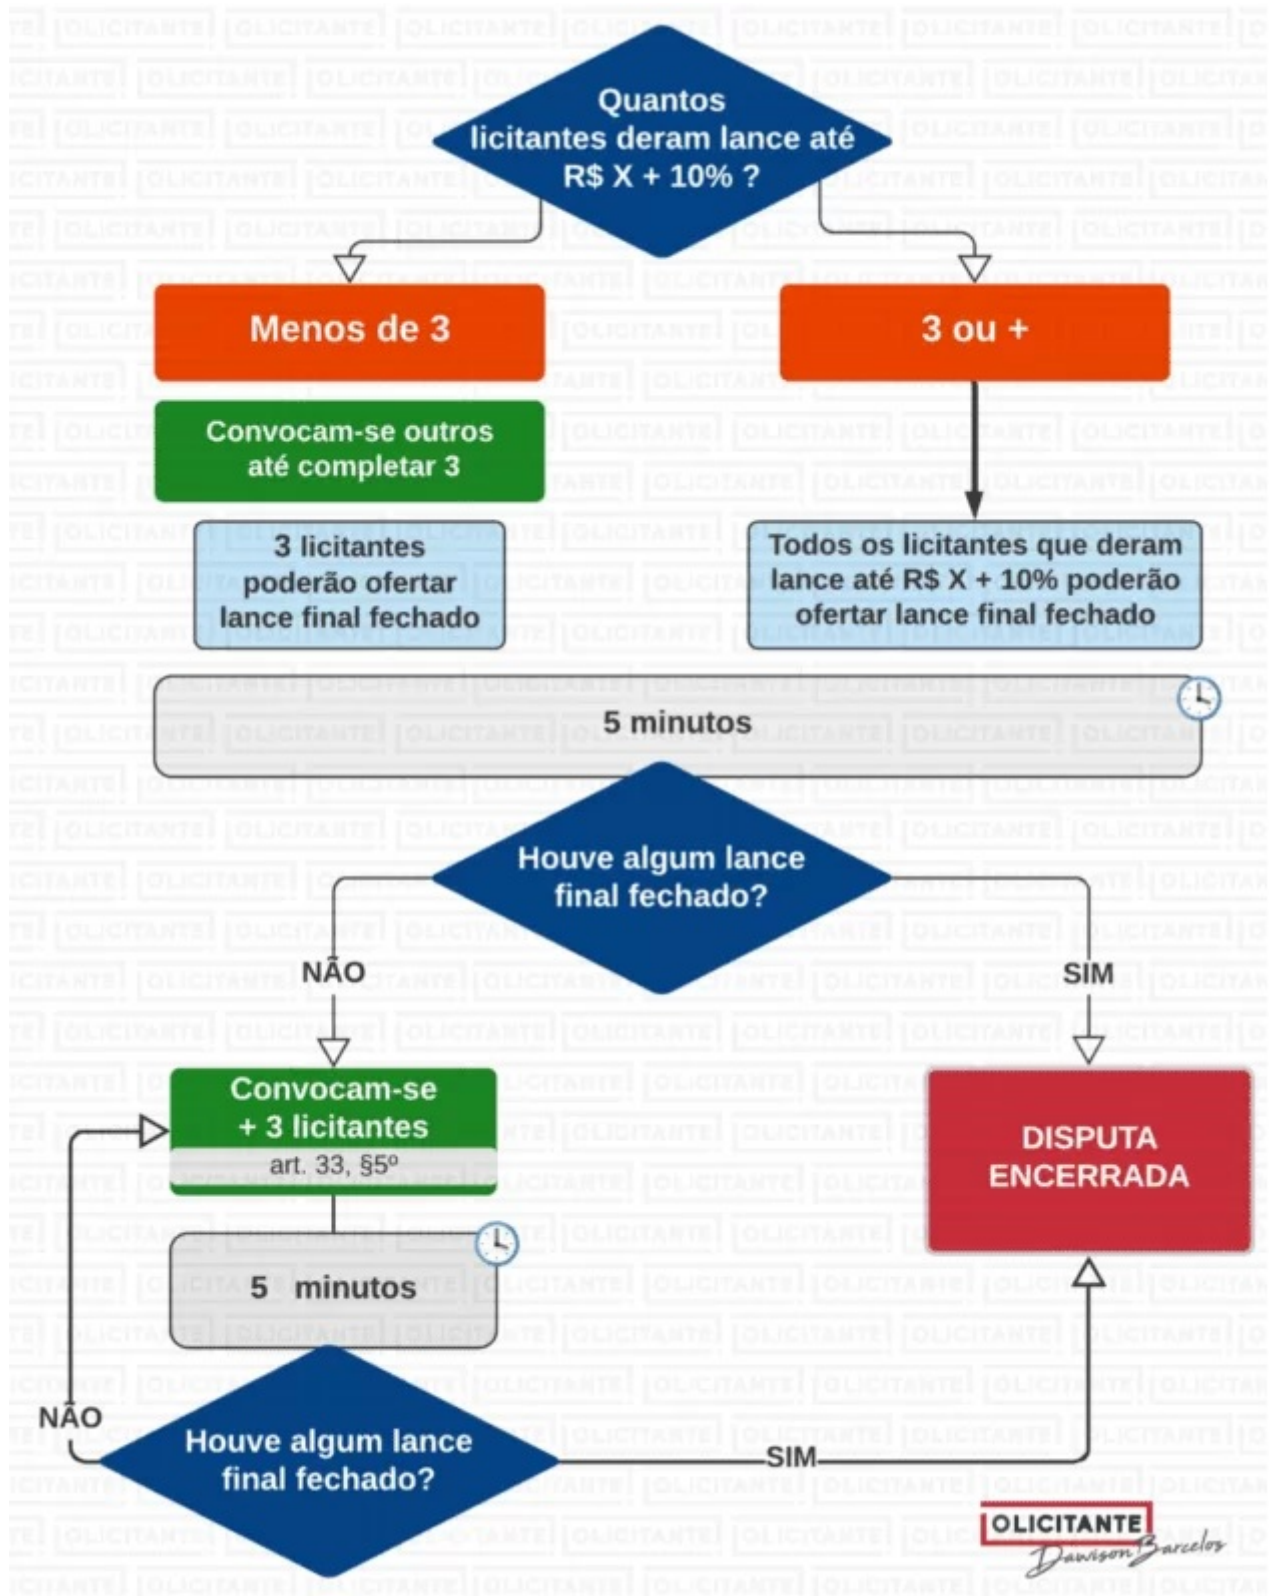 Quantos
licitantes deram lance até
R$ X + 10% ?
Menos de 3
3 ou +
Convocam-se outros
até completar 3
3 licitantes
poderão ofertar
lance final fechado
Todos os licitantes que deram
lance até R$ X + 10% poderão
ofertar lance final fechado
5 minutos
Houve algum lance
final fechado?
NÃO
SIM
Convocam-se
+ 3 licitantes
art. 33, §5º
DISPUTA
ENCERRADA
5 minutos
NÃO
Houve algum lance
final fechado?
SIM
OLICITANTE
Dawison Barcelos